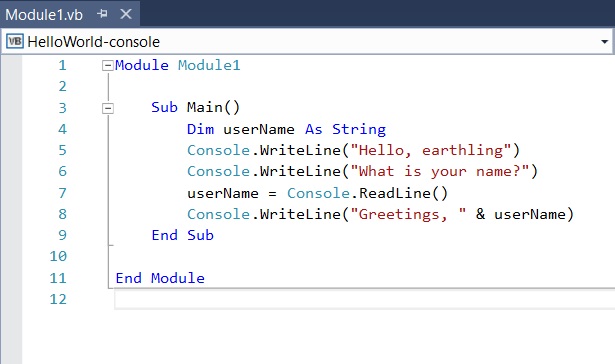 Module1.vb
VB HelloWorld-console
1 Module Module1
2
3 Sub Main()
4 Dim userName As String
5 Console.WriteLine("Hello, earthling")
6 Console.WriteLine("What is your name?")
7 userName = Console.ReadLine()
8 Console.WriteLine("Greetings, " & userName)
9 End Sub
10
11 End Module
12